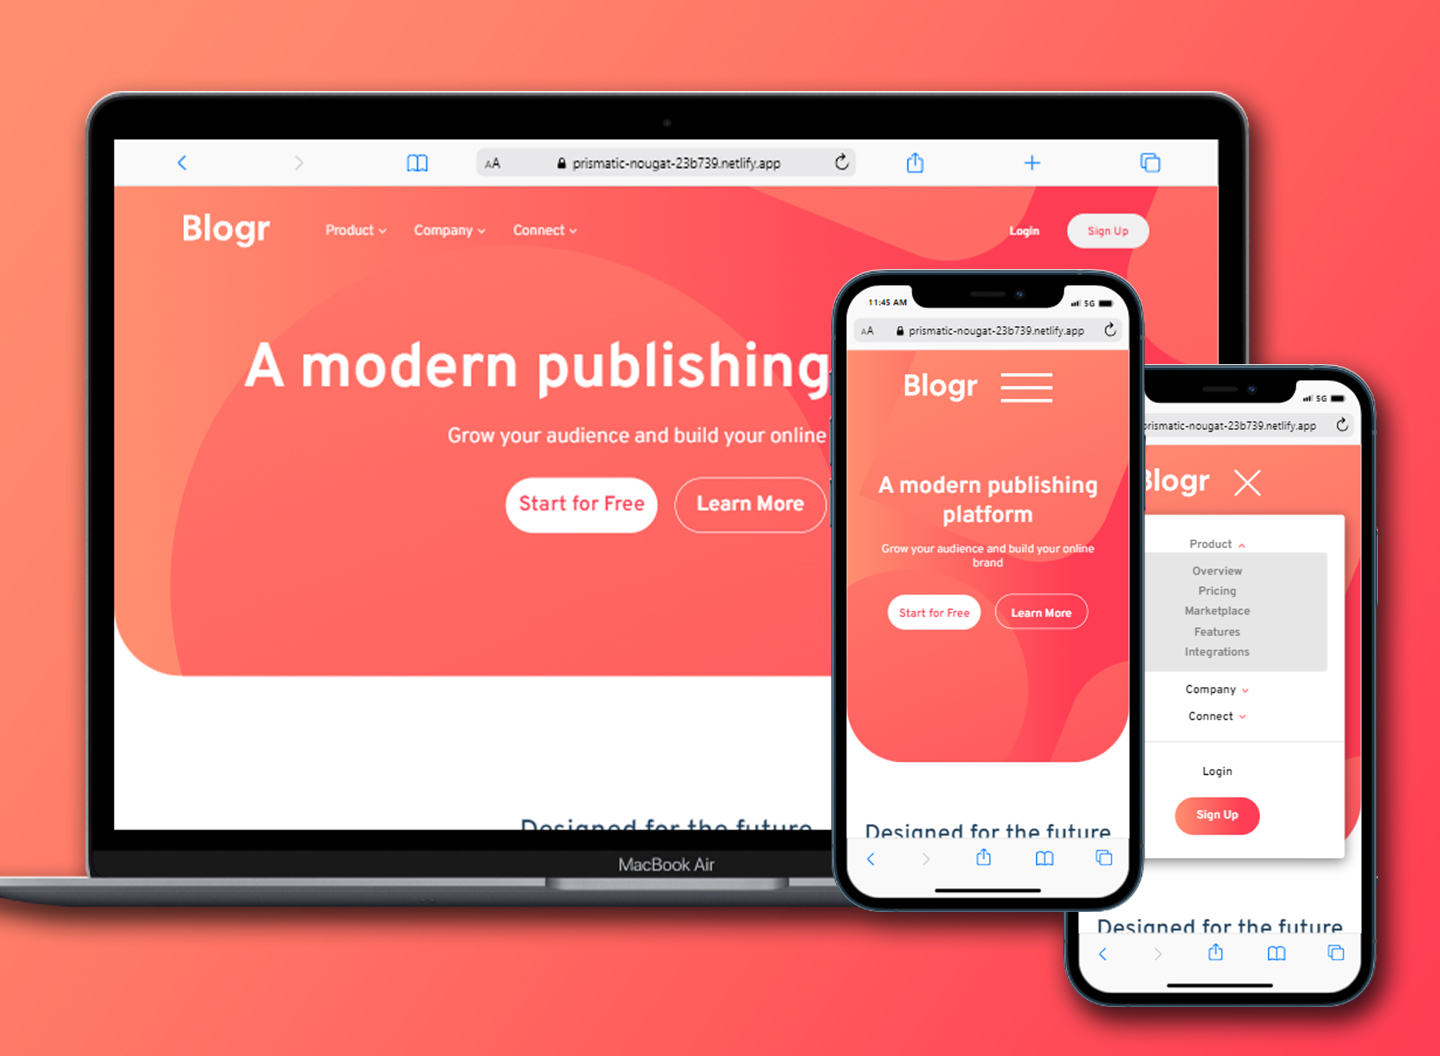 AA prismatic-nougat-23b739.netlify.app
Blogr Product Company Connect Login Sign Up
A modern publishing
Grow your audience and build your online
Start for Free Learn More
Designed for the future
MacBook Air
11:45 AM 5G
AA prismatic-nougat-23b739.netlify.app
Blogr
A modern publishing
platform
Grow your audience and build your online
brand
Start for Free Learn More
Designed for the future
5G
prismatic-nougat-23b739.netlify.app
Blogr
Product
Overview
Pricing
Marketplace
Features
Integrations
Company
Connect
Login
Sign Up
Designed for the future